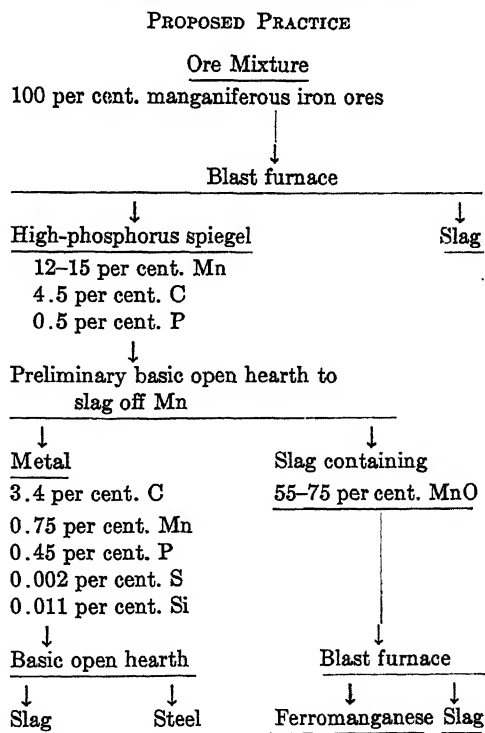 PROPOSED PRACTICE
Ore Mixture
100 per cent. manganiferous iron ores
Blast furnace
High-phosphorus spiegel
Slag
12–15 per cent. Mn
4.5 per cent. C
0.5 per cent. P
Preliminary basic open hearth to
slag off Mn
Metal
3.4 per cent. C
0.75 per cent. Mn
0.45 per cent. P
0.002 per cent. S
0.011 per cent. Si
Slag containing
55–75 per cent. MnO
Basic open hearth
Blast furnace
Slag Steel
Ferromanganese Slag